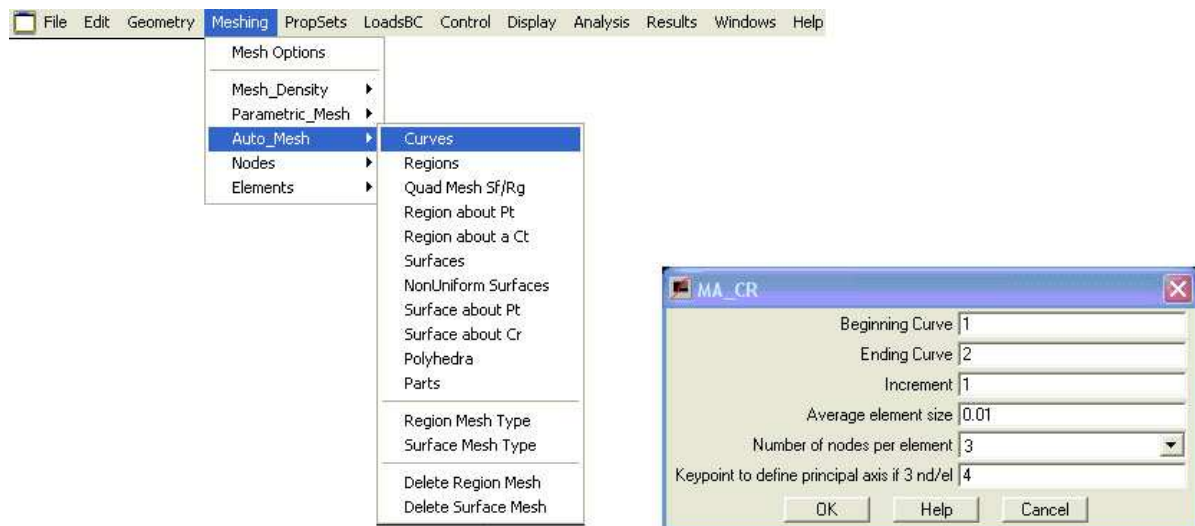 File Edit Geometry Meshing PropSets LoadsBC Control Display Analysis Results Windows Help
Mesh Options
Mesh_Density
Parametric_Mesh
Auto_Mesh
Nodes
Elements
Curves
Regions
Quad Mesh Sf/Rg
Region about Pt
Region about a Ct
Surfaces
NonUniform Surfaces
Surface about Pt
Surface about Cr
Polyhedra
Parts
Region Mesh Type
Surface Mesh Type
Delete Region Mesh
Delete Surface Mesh
MA_CR
Beginning Curve 1
Ending Curve 2
Increment 1
Average element size 0.01
Number of nodes per element 3
Keypoint to define principal axis if 3 nd/el 4
OK Help Cancel